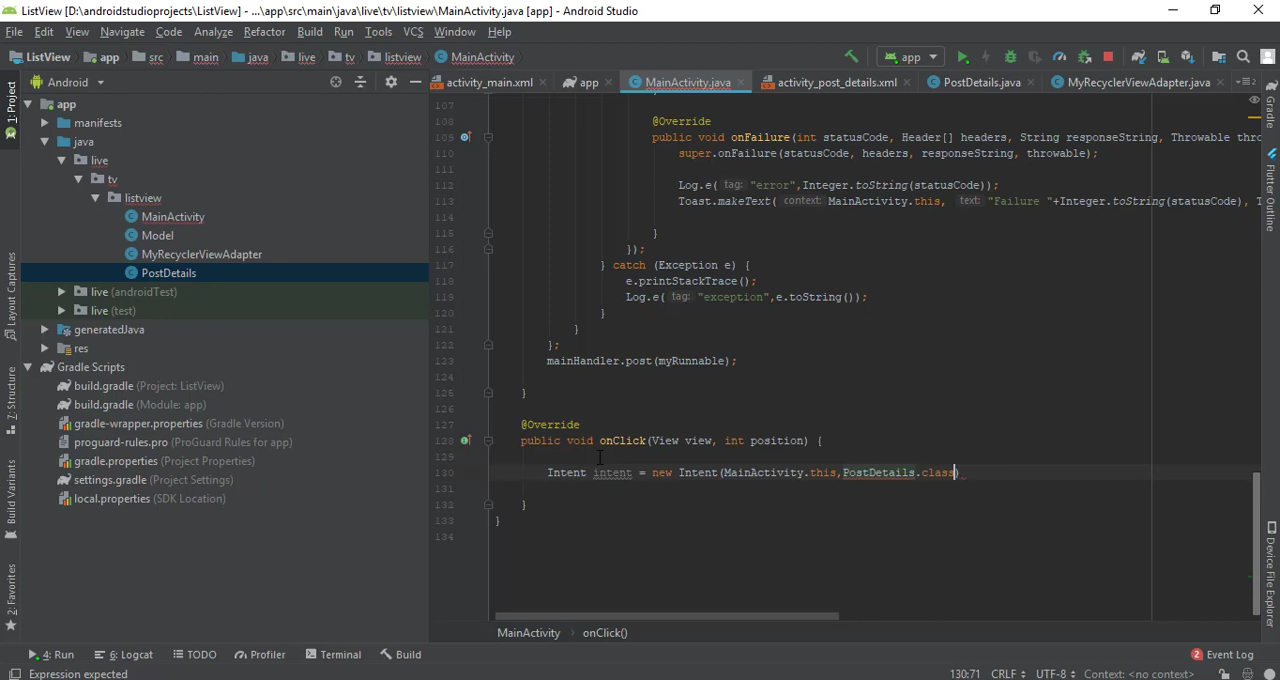 ListView [D:\androidstudioprojects\ListView] - ...\app\src\main\java\live\tv\listview\MainActivity.java [app] - Android Studio
File Edit View Navigate Code Analyze Refactor Build Run Tools VCS Window Help
ListView app src main java live tv listview MainActivity app
Android activity_main.xml app MainActivity.java activity_post_details.xml PostDetails.java MyRecyclerViewAdapter.java 2
1: Project
Layout Captures
7: Structure
Build Variants
2: Favorites
app
manifests
java
live
tv
listview
MainActivity
Model
MyRecyclerViewAdapter
PostDetails
live (androidTest)
live (test)
generatedJava
res
Gradle Scripts
build.gradle (Project: ListView)
build.gradle (Module: app)
gradle-wrapper.properties (Gradle Version)
proguard-rules.pro (ProGuard Rules for app)
gradle.properties (Project Properties)
settings.gradle (Project Settings)
local.properties (SDK Location)
107
108 @Override
109 public void onFailure(int statusCode, Header[] headers, String responseString, Throwable thro
110 super.onFailure(statusCode, headers, responseString, throwable);
111
112 Log.e( tag: "error",Integer.toString(statusCode));
113 Toast.makeText( context: MainActivity.this, text: "Failure "+Integer.toString(statusCode), T
114
115 }
116 });
117 } catch (Exception e) {
118 e.printStackTrace();
119 Log.e( tag: "exception",e.toString());
120 }
121 }
122 };
123 mainHandler.post(myRunnable);
124
125 }
126
127 @Override
128 public void onClick(View view, int position) {
129
130 Intent intent = new Intent(MainActivity.this,PostDetails.class)
131
132 }
133 }
134
MainActivity onClick()
Gradle
Flutter Outline
Device File Explorer
4: Run 6: Logcat TODO Profiler Terminal Build 2 Event Log
Expression expected 130:71 CRLF UTF-8 Context: <no context>